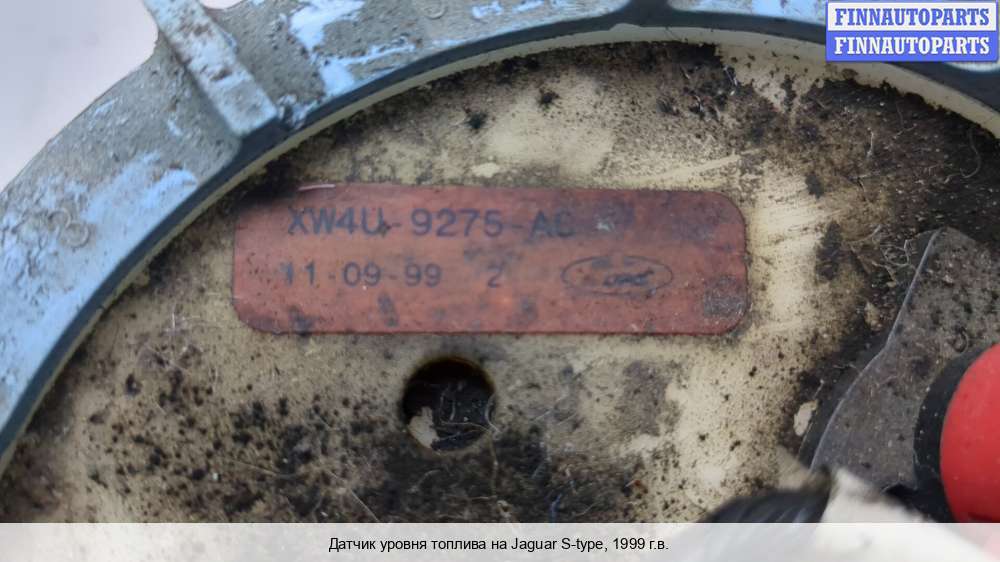 FINNAUTOPARTS
FINNAUTOPARTS
XW4U-9275-AC
11-09-99 2 Ford
Датчик уровня топлива на Jaguar S-type, 1999 г.в.